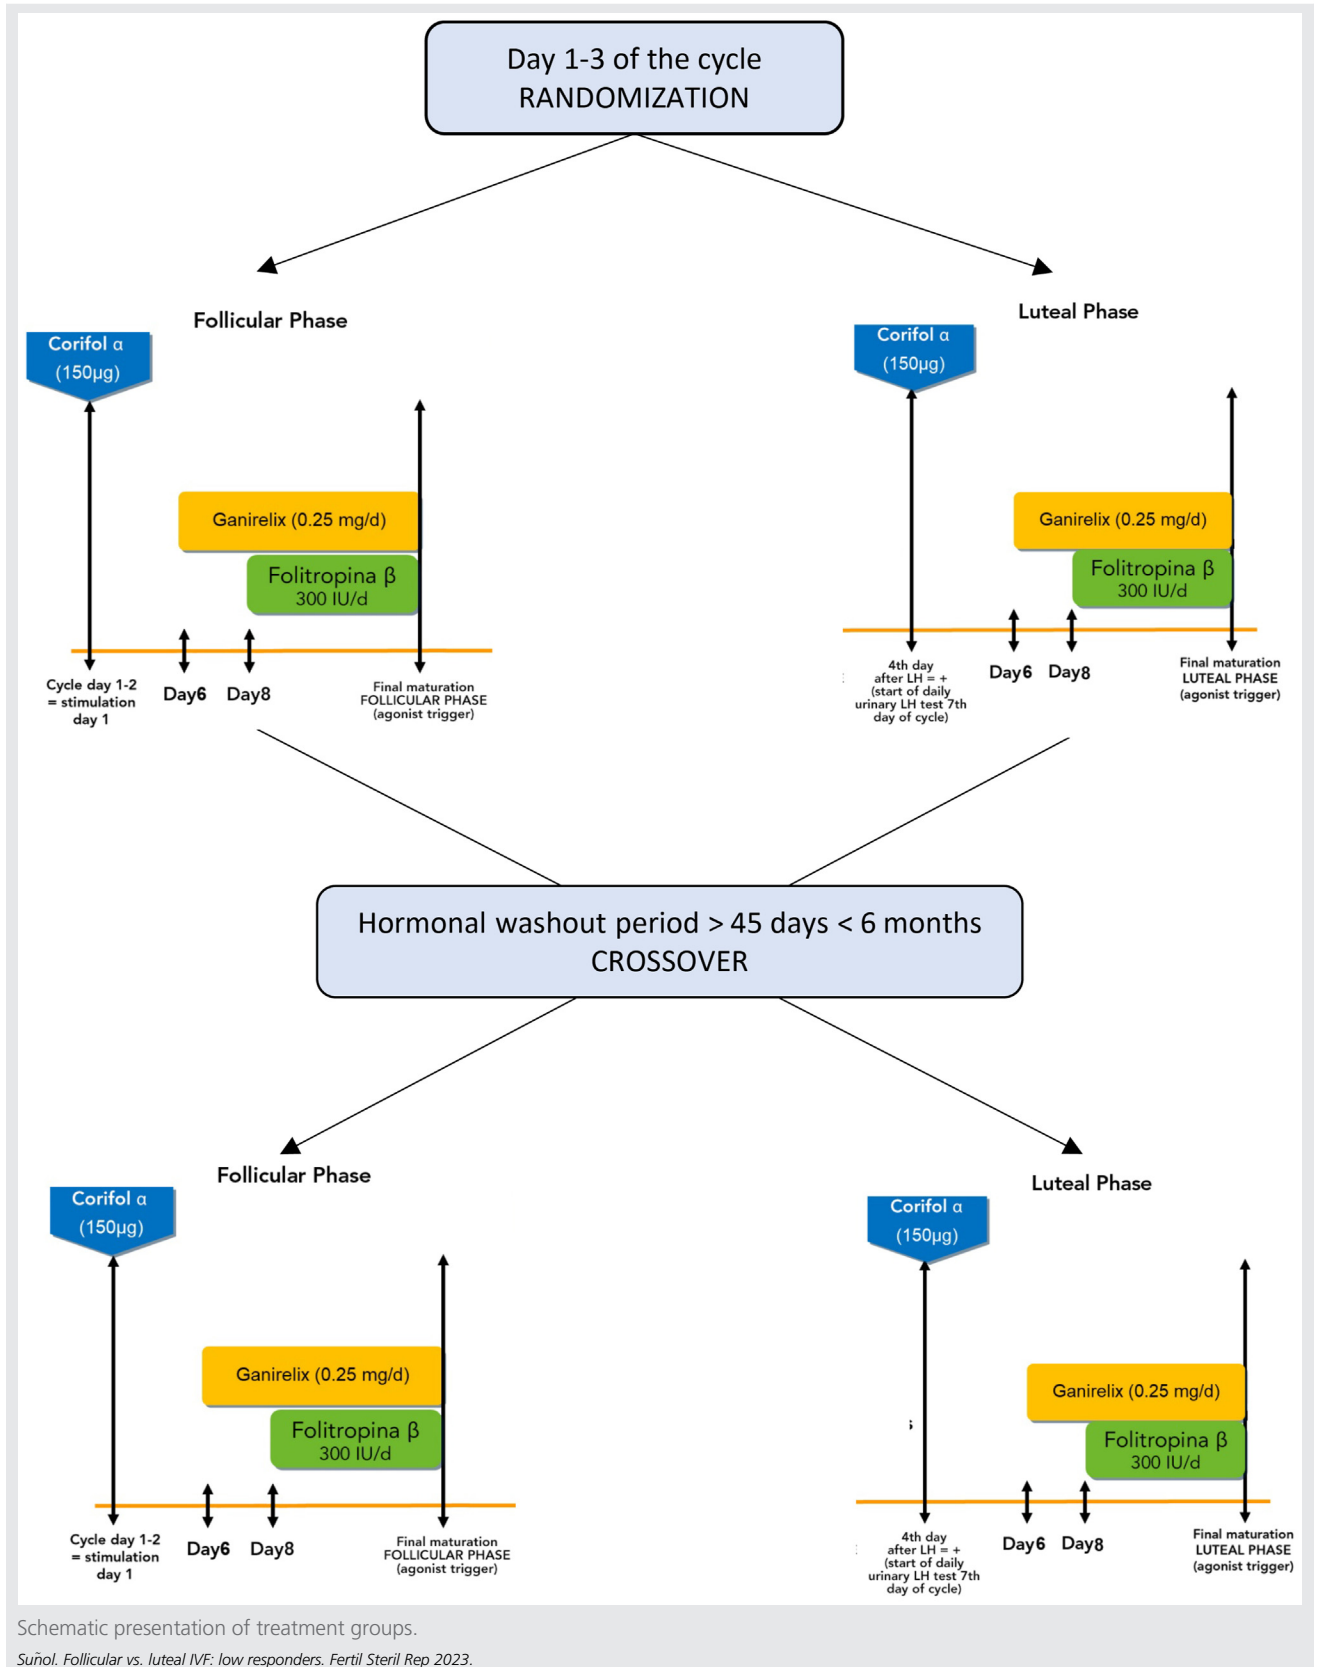 Day 1-3 of the cycle
RANDOMIZATION
Follicular Phase
Corifol α
(150µg)
Ganirelix (0.25 mg/d)
Folitropina β
300 IU/d
Cycle day 1-2
= stimulation
day 1
Day6
Day8
Final maturation
FOLLICULAR PHASE
(agonist trigger)
Luteal Phase
Corifol α
(150µg)
Ganirelix (0.25 mg/d)
Folitropina β
300 IU/d
4th day
after LH = +
(start of daily
urinary LH test 7th
day of cycle)
Day6
Day8
Final maturation
LUTEAL PHASE
(agonist trigger)
Hormonal washout period > 45 days < 6 months
CROSSOVER
Follicular Phase
Corifol α
(150µg)
Ganirelix (0.25 mg/d)
Folitropina β
300 IU/d
Cycle day 1-2
= stimulation
day 1
Day6
Day8
Final maturation
FOLLICULAR PHASE
(agonist trigger)
Luteal Phase
Corifol α
(150µg)
Ganirelix (0.25 mg/d)
Folitropina β
300 IU/d
4th day
after LH = +
(start of daily
urinary LH test 7th
day of cycle)
Day6
Day8
Final maturation
LUTEAL PHASE
(agonist trigger)
Schematic presentation of treatment groups.
Suñol. Follicular vs. luteal IVF: low responders. Fertil Steril Rep 2023.